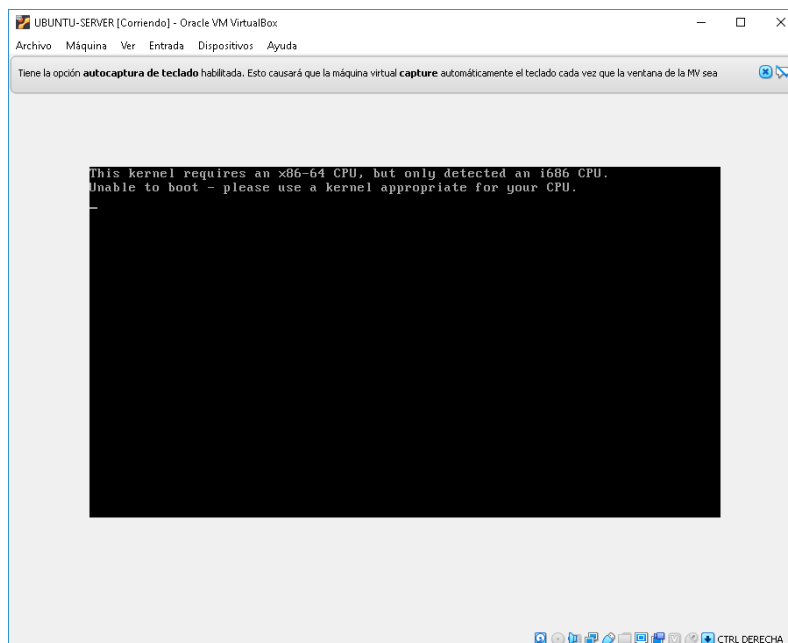 UBUNTU-SERVER [Corriendo] - Oracle VM VirtualBox
Archivo Máquina Ver Entrada Dispositivos Ayuda
Tiene la opción autocaptura de teclado habilitada. Esto causará que la máquina virtual capture automáticamente el teclado cada vez que la ventana de la MV sea
This kernel requires an x86-64 CPU, but only detected an i686 CPU.
Unable to boot - please use a kernel appropriate for your CPU.
CTRL DERECHA